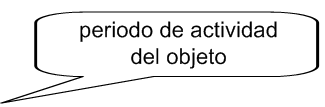 periodo de actividad
del objeto